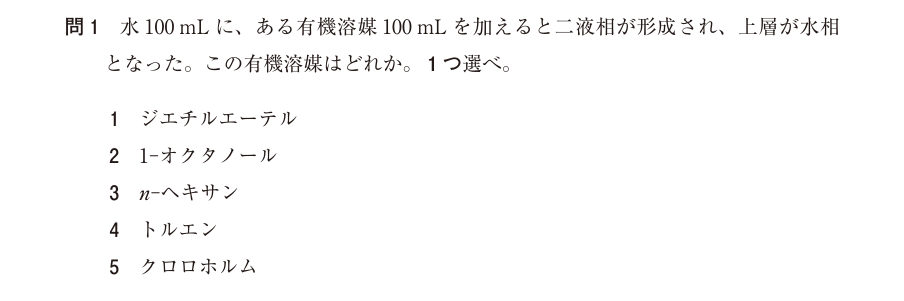 問1 水 100 mL に、ある有機溶媒 100 mL を加えると二液相が形成され、上層が水相
となった。この有機溶媒はどれか。1つ選べ。
1 ジエチルエーテル
2 1-オクタノール
3 n-ヘキサン
4 トルエン
5 クロロホルム